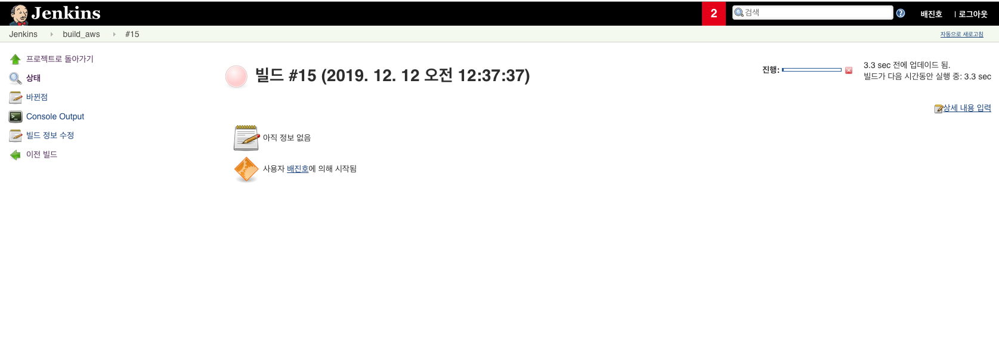 Jenkins
2
검색
배진호
| 로그아웃
Jenkins
build_aws
#15
자동으로 새로고침
프로젝트로 돌아가기
상태
바뀐점
Console Output
빌드 정보 수정
이전 빌드
빌드 #15 (2019. 12. 12 오전 12:37:37)
진행:
3.3 sec 전에 업데이드 됨.
빌드가 다음 시간동안 실행 중: 3.3 sec
상세 내용 입력
아직 정보 없음
사용자 배진호에 의해 시작됨